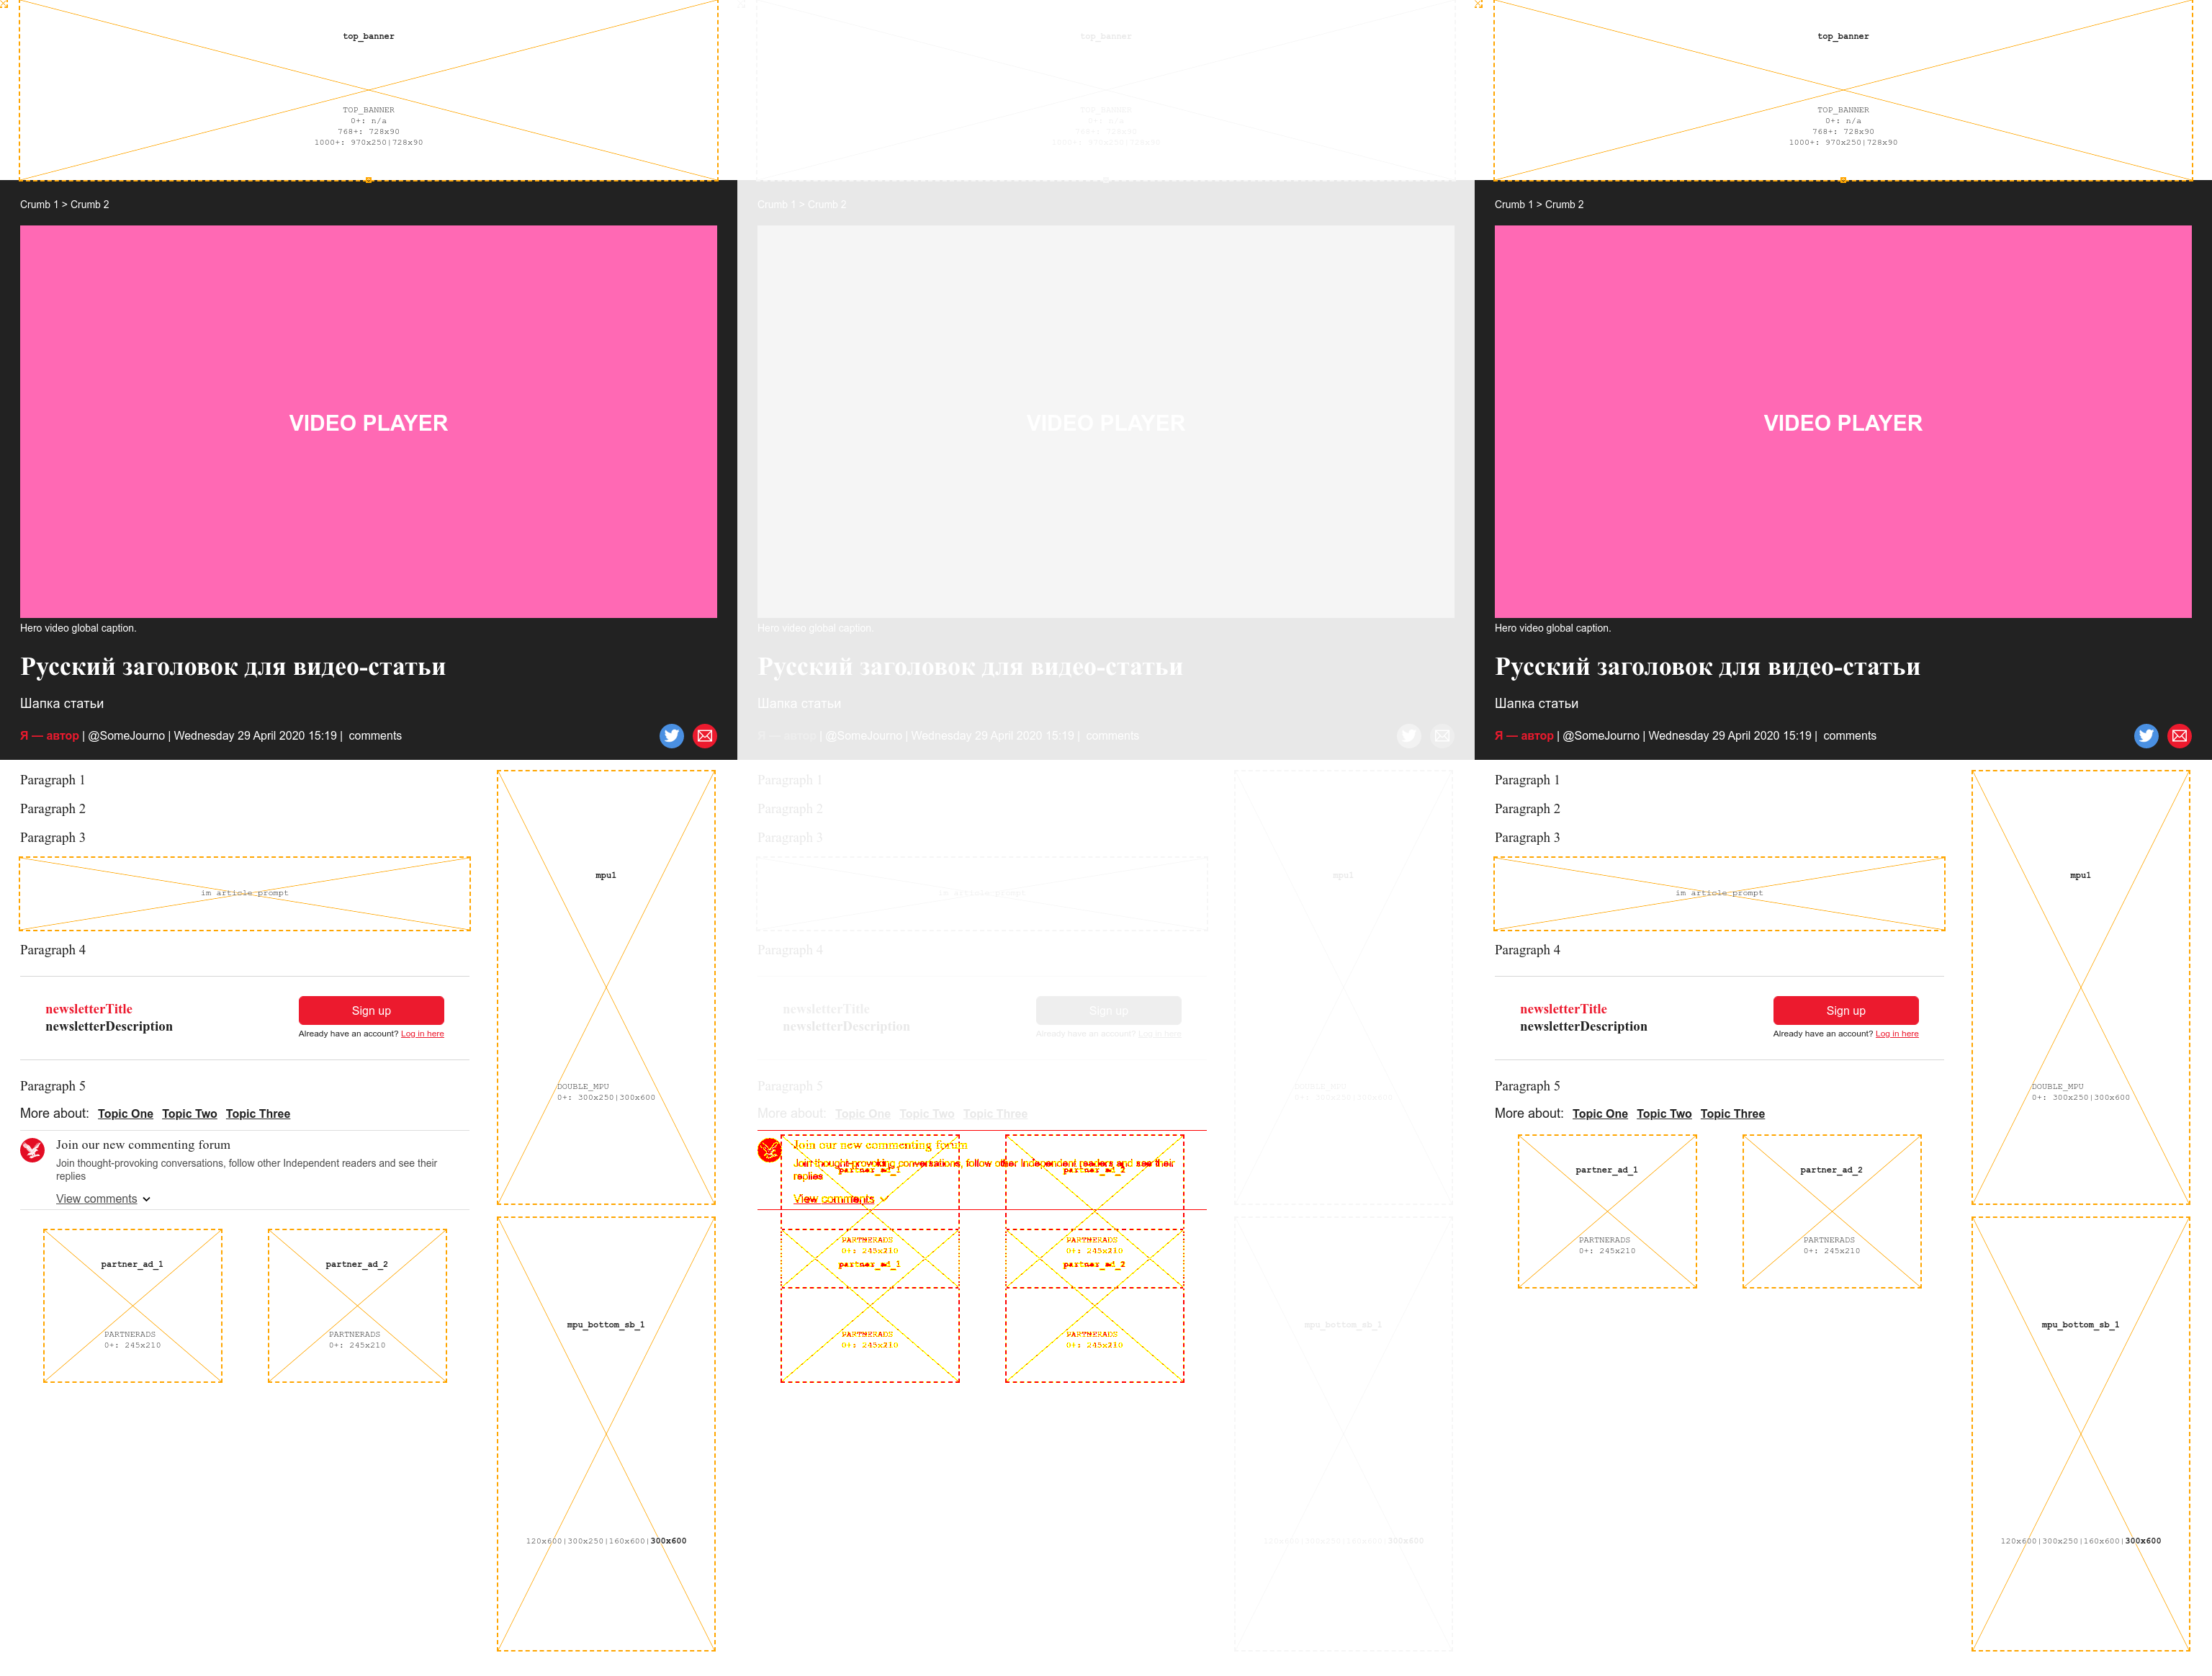 top_banner
TOP_BANNER
0+: n/a
768+: 728x90
1000+: 970x250|728x90
Crumb 1 > Crumb 2
VIDEO PLAYER
Hero video global caption.
Русский заголовок для видео-статьи
Шапка статьи
Я — автор | @SomeJourno | Wednesday 29 April 2020 15:19 | comments
Paragraph 1
Paragraph 2
Paragraph 3
im article prompt
Paragraph 4
newsletterTitle
newsletterDescription
Sign up
Already have an account? Log in here
Paragraph 5
More about: Topic One Topic Two Topic Three
Join our new commenting forum
Join thought-provoking conversations, follow other Independent readers and see their
replies
View comments
partner_ad_1
PARTNERADS
0+: 245x210
partner_ad_2
PARTNERADS
0+: 245x210
mpu1
DOUBLE_MPU
0+: 300x250|300x600
mpu_bottom_sb_1
120x600|300x250|160x600|300x600
top_banner
TOP_BANNER
0+: n/a
768+: 728x90
1000+: 970x250|728x90
Crumb 1 > Crumb 2
VIDEO PLAYER
Hero video global caption.
Русский заголовок для видео-статьи
Шапка статьи
Я — автор | @SomeJourno | Wednesday 29 April 2020 15:19 | comments
Paragraph 1
Paragraph 2
Paragraph 3
im article prompt
Paragraph 4
newsletterTitle
newsletterDescription
Sign up
Already have an account? Log in here
Paragraph 5
More about: Topic One Topic Two Topic Three
Join our new commenting forum
Join thought-provoking conversations, follow other Independent readers and see their
partner_ad_1
partner_ad_2
replies
View comments
PARTNERADS
0+: 245x210
PARTNERADS
0+: 245x210
partner_ad_1
partner_ad_2
PARTNERADS
0+: 245x210
PARTNERADS
0+: 245x210
mpu1
DOUBLE_MPU
0+: 300x250|300x600
mpu_bottom_sb_1
120x600|300x250|160x600|300x600
top_banner
TOP_BANNER
0+: n/a
768+: 728x90
1000+: 970x250|728x90
Crumb 1 > Crumb 2
VIDEO PLAYER
Hero video global caption.
Русский заголовок для видео-статьи
Шапка статьи
Я — автор | @SomeJourno | Wednesday 29 April 2020 15:19 | comments
Paragraph 1
Paragraph 2
Paragraph 3
im article prompt
Paragraph 4
newsletterTitle
newsletterDescription
Sign up
Already have an account? Log in here
Paragraph 5
More about: Topic One Topic Two Topic Three
partner_ad_1
PARTNERADS
0+: 245x210
partner_ad_2
PARTNERADS
0+: 245x210
mpu1
DOUBLE_MPU
0+: 300x250|300x600
mpu_bottom_sb_1
120x600|300x250|160x600|300x600